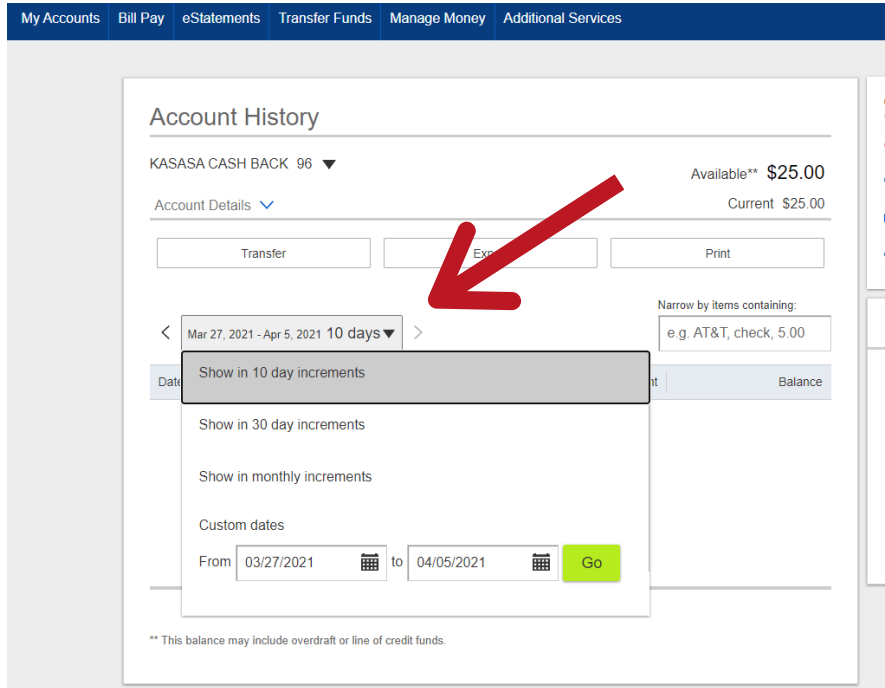 My Accounts Bill Pay eStatements Transfer Funds Manage Money Additional Services
Account History
KASASA CASH BACK 96
Available** $25.00
Account Details
Current $25.00
Transfer Print
Narrow by items containing:
Mar 27, 2021 - Apr 5, 2021 10 days
e.g. AT&T, check, 5.00
Balance
Show in 10 day increments
Show in 30 day increments
Show in monthly increments
Custom dates
From 03/27/2021 to 04/05/2021 Go
** This balance may include overdraft or line of credit funds.